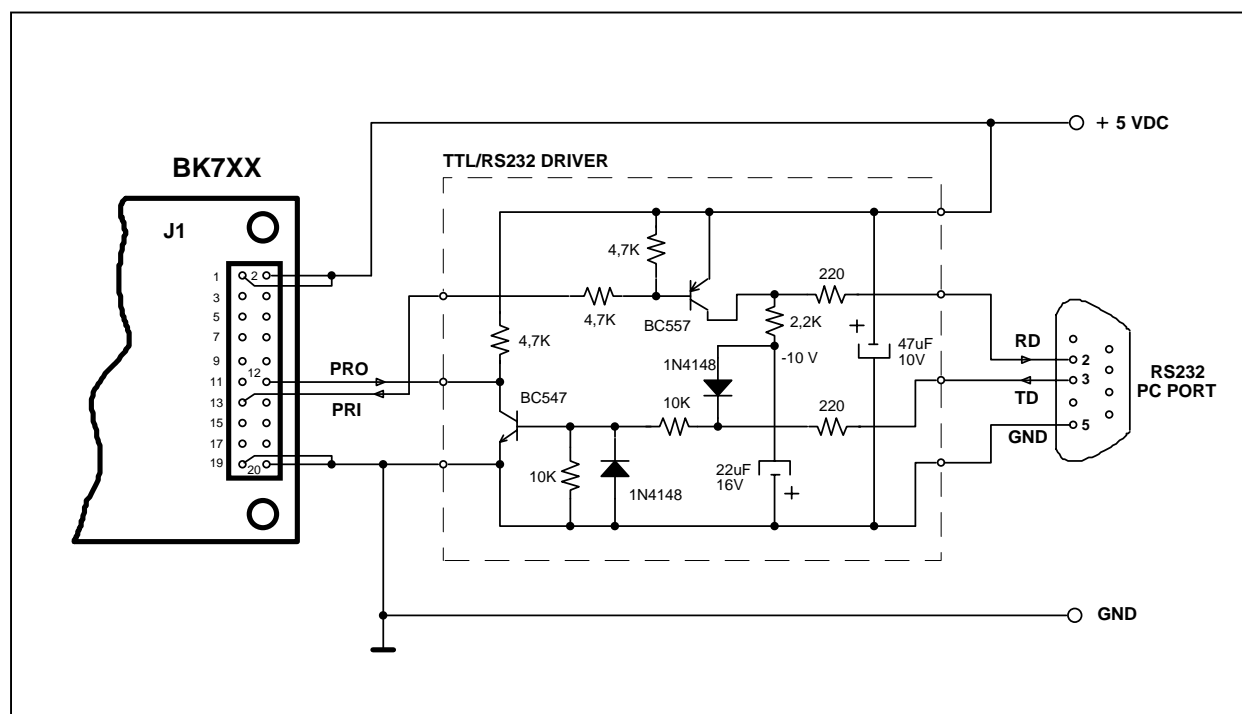 + 5 VDC
TTL/RS232 DRIVER
BK7XX
J1
1
2
3
5
7
9
11
12
13
15
17
19
20
4,7K
4,7K
BC557
4,7K
220
2,2K
-10 V
+
47uF
10V
RD
2
3
TD
5
GND
RS232
PC PORT
PRO
PRI
BC547
1N4148
10K
220
10K
1N4148
22uF
16V
+
GND